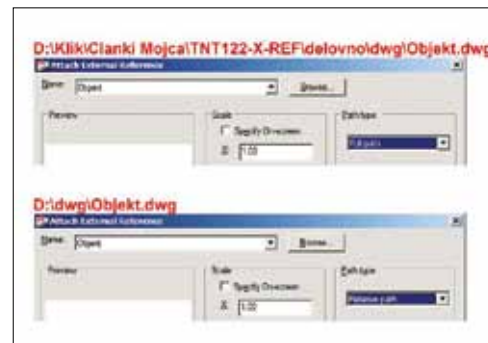 D:\Klik\Clanki Mojca\TNT122-X-REF\delovno\dwg\Objekt.dwg
Attach External Reference
Name: Objekt Browse...
Preview Scale Path type
Specify On-screen Full path
X: 1.00
D:\dwg\Objekt.dwg
Attach External Reference
Name: Objekt Browse...
Preview Scale Path type
Specify On-screen Relative path
X: 1.00